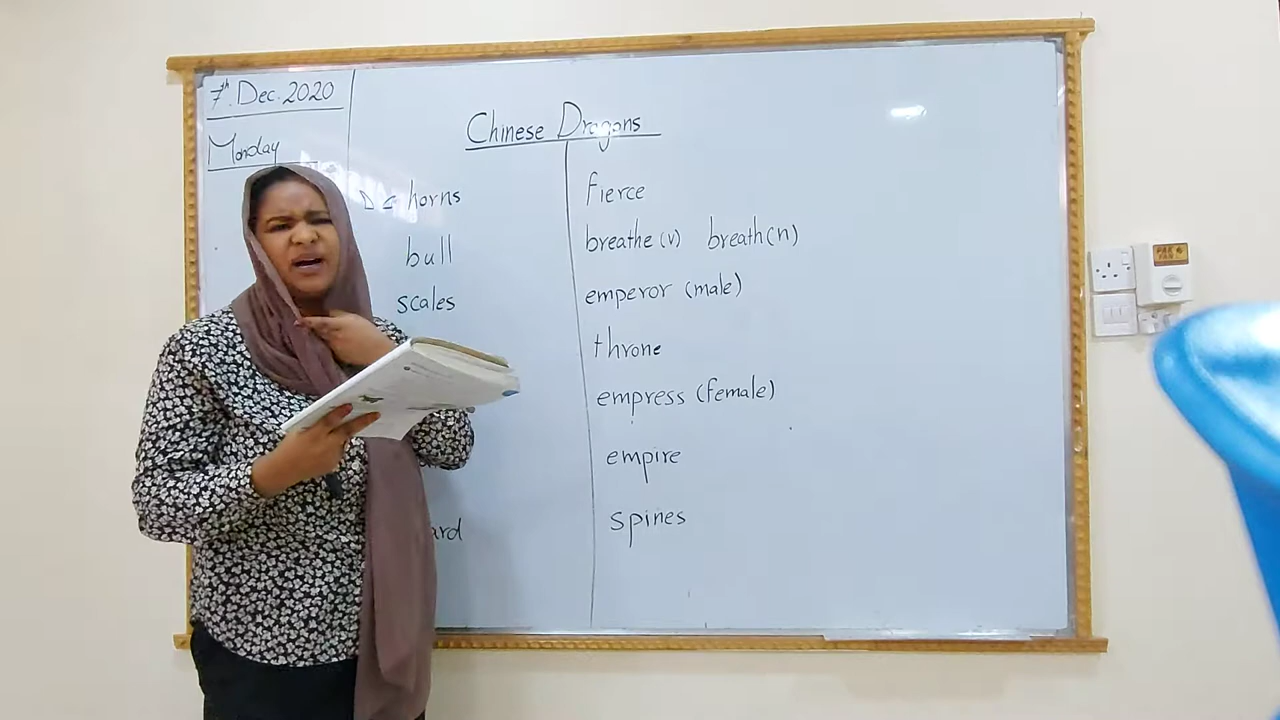 7th. Dec. 2020
Monday
Chinese Dragons
horns
bull
scales
ard
fierce
breathe (v) breath(n)
emperor (male)
throne
empress (female)
empire
spines